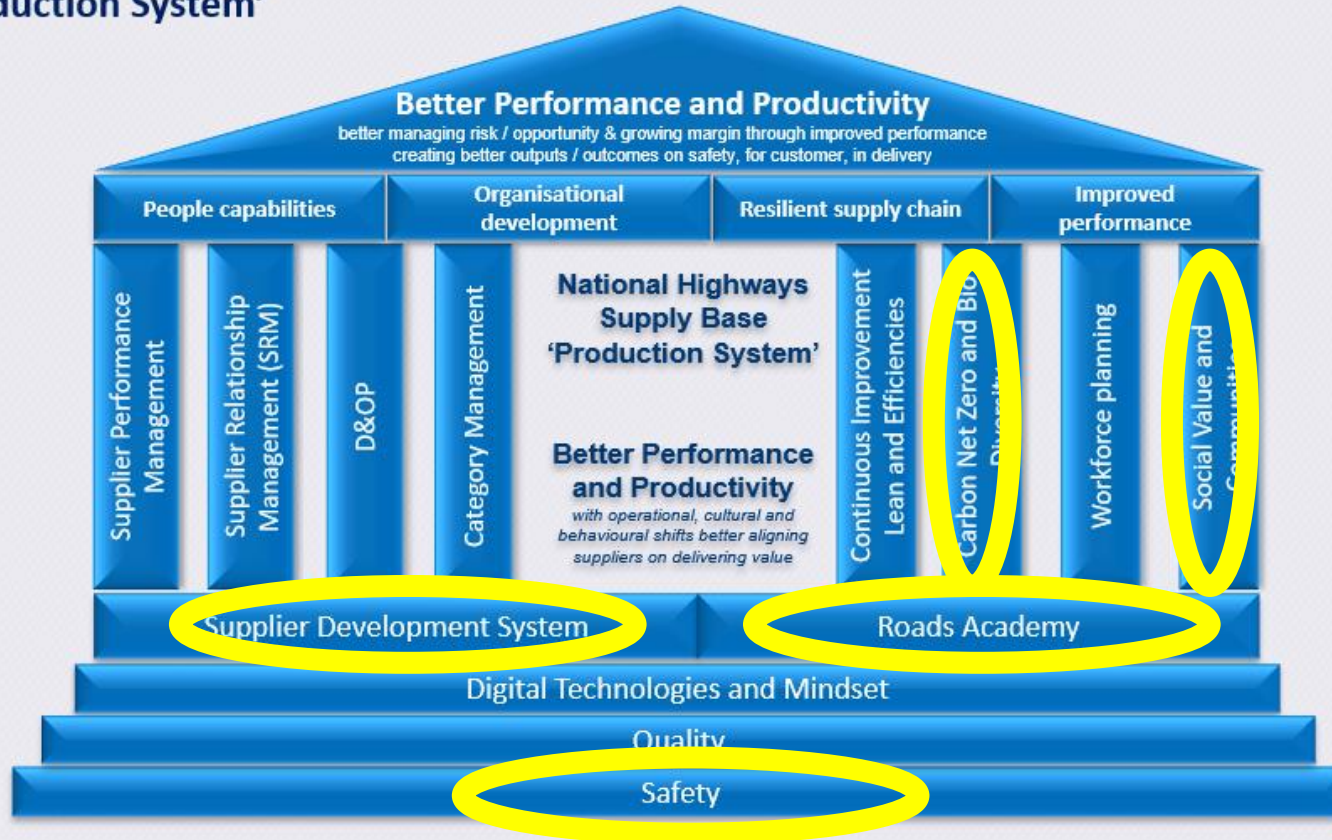 duction System'
Better Performance and Productivity
better managing risk / opportunity & growing margin through improved performance
creating better outputs / outcomes on safety, for customer, in delivery
People capabilities
Organisational
development
Resilient supply chain
Improved
performance
Supplier Performance
Management
Supplier Relationship
Management (SRM)
D&OP
Category Management
National Highways
Supply Base
‘Production System’
Better Performance
and Productivity
with operational, cultural and
behavioural shifts better aligning
suppliers on delivering value
Continuous Improvement
Lean and Efficiencies
Carbon Net Zero and Bio
Diversity
Workforce planning
Social Value and
Communities
Supplier Development System
Roads Academy
Digital Technologies and Mindset
Quality
Safety